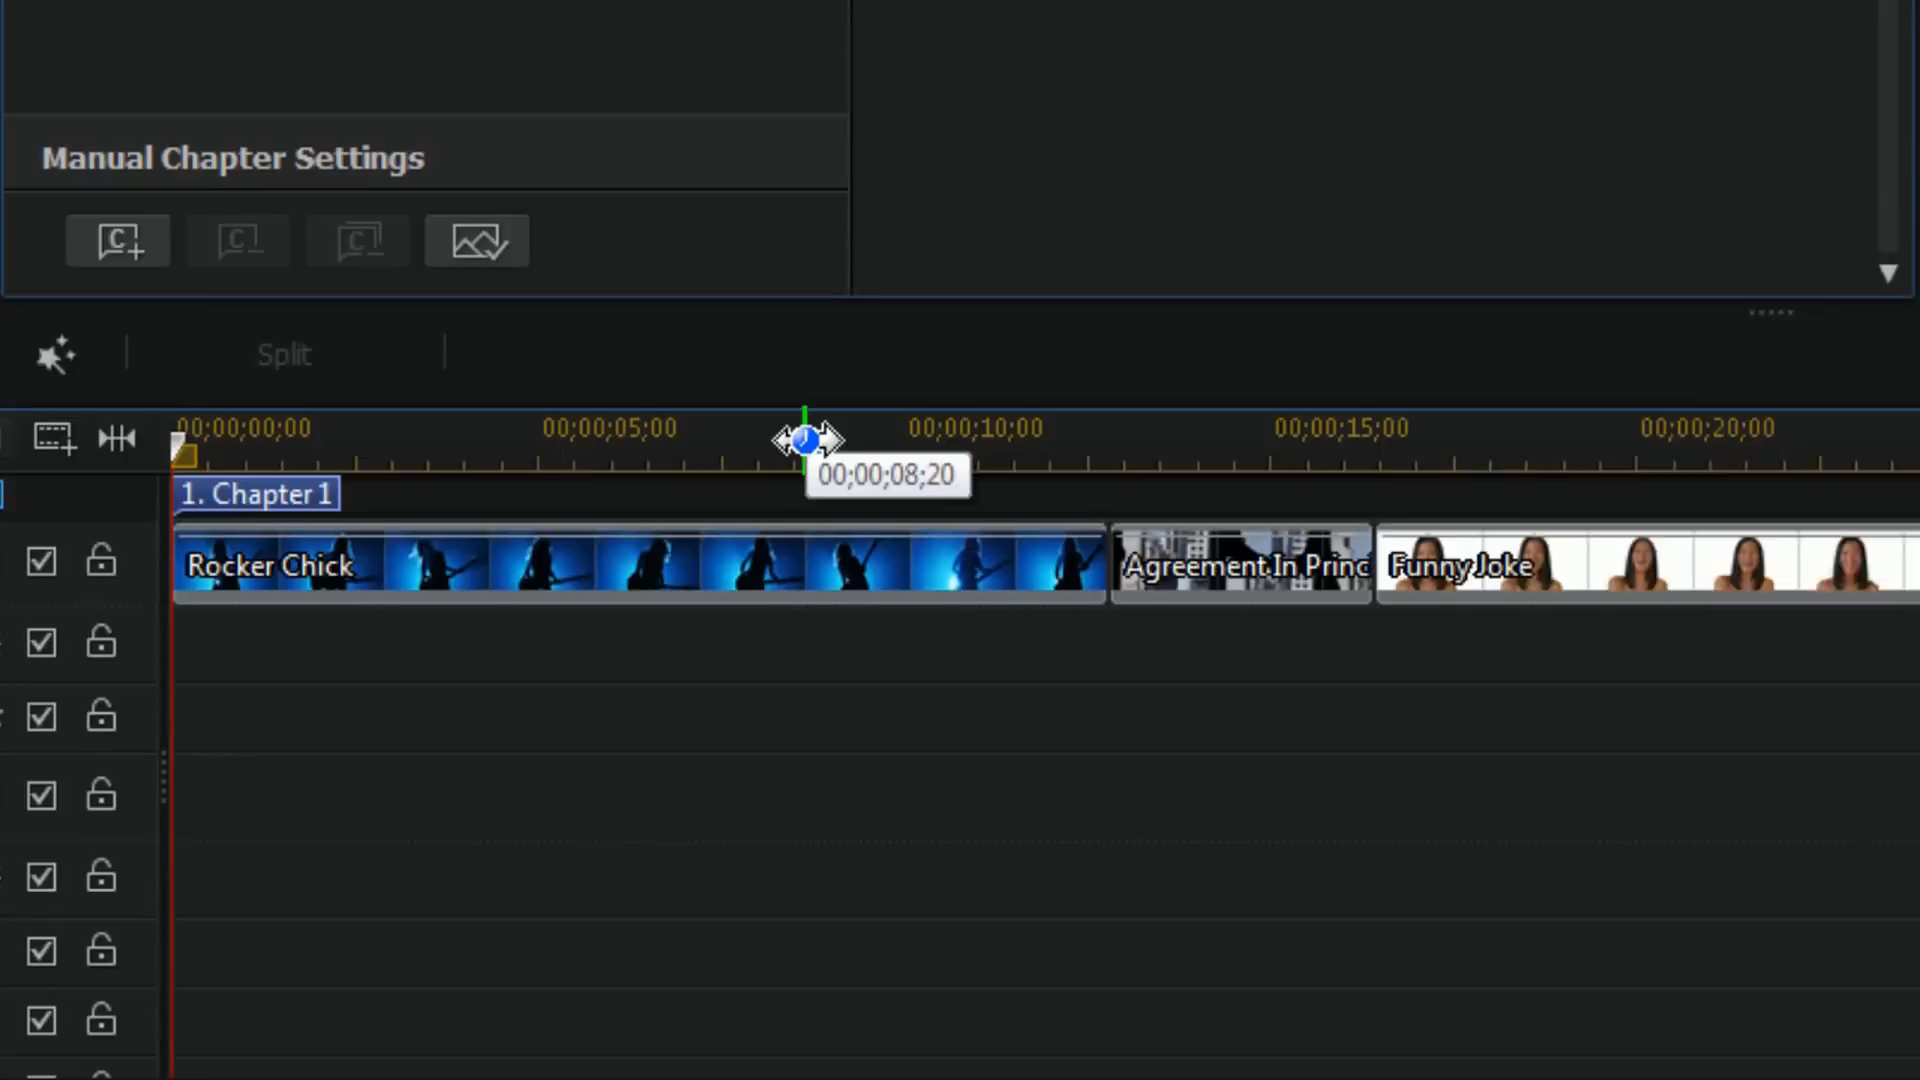 Manual Chapter Settings
C C C
Split
00;00;00;00 00;00;05;00 00;00;10;00 00;00;15;00 00;00;20;00
00;00;08;20
1. Chapter 1
Rocker Chick Agreement In Princ Funny Joke